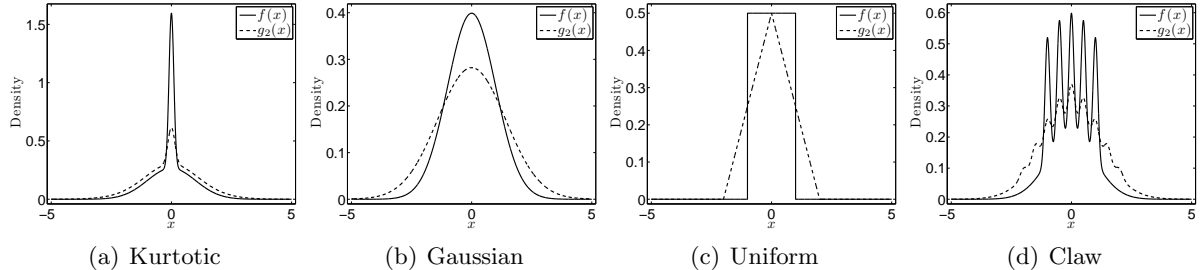 Density
1.5
1
0.5
0
−5
0
5
x
f(x)
g₂(x)
(a) Kurtotic
Density
0.4
0.3
0.2
0.1
0
−5
0
5
x
f(x)
g₂(x)
(b) Gaussian
Density
0.5
0.4
0.3
0.2
0.1
0
−5
0
5
x
f(x)
g₂(x)
(c) Uniform
Density
0.6
0.5
0.4
0.3
0.2
0.1
0
−5
0
5
x
f(x)
g₂(x)
(d) Claw